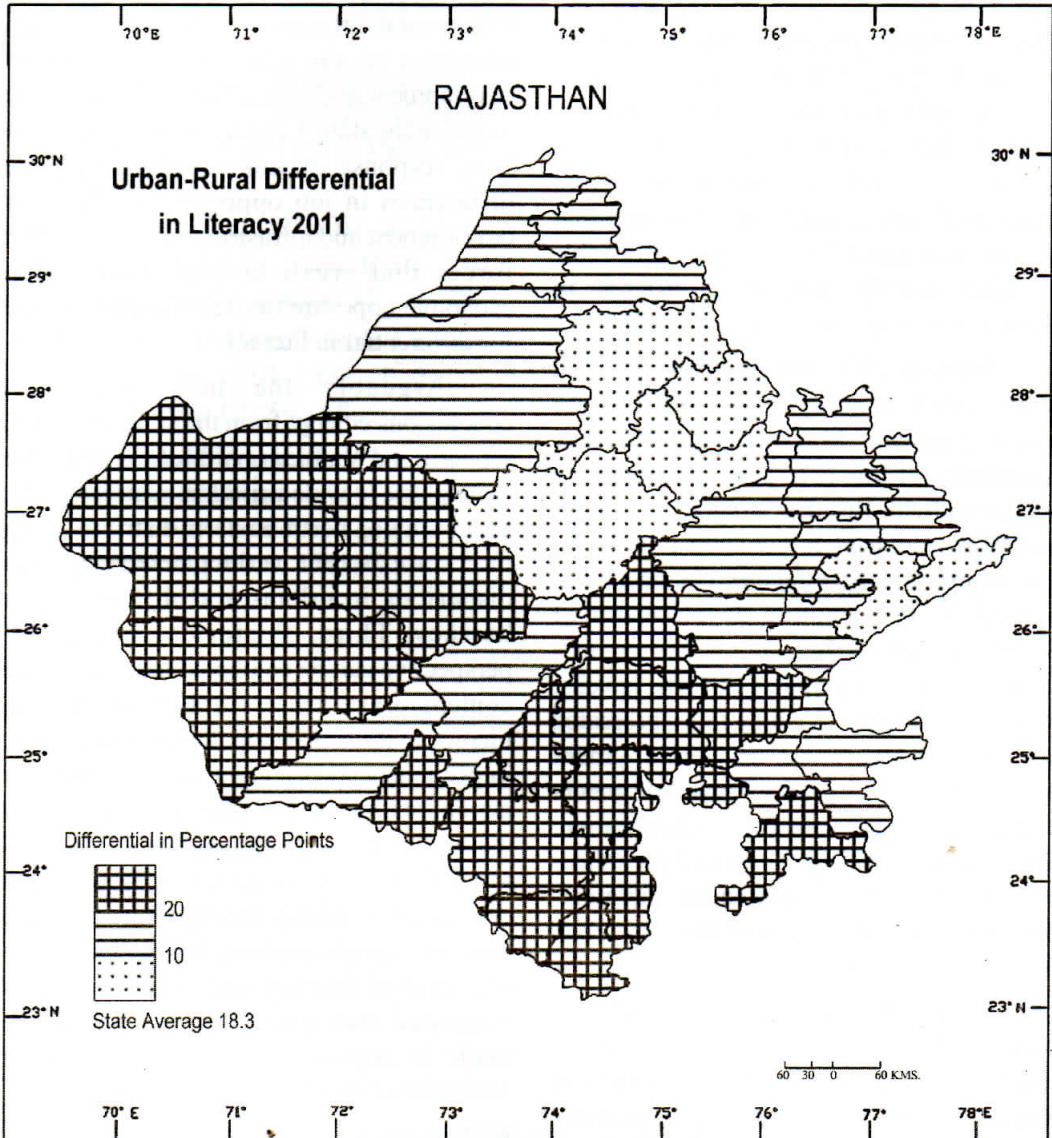 70°E 71° 72° 73° 74° 75° 76° 77° 78°E
RAJASTHAN
30°N 30° N
Urban-Rural Differential
in Literacy 2011
29° 29°
28° 28°
27° 27°
26° 26°
25° 25°
Differential in Percentage Points
24° 24°
20
10
23° N 23° N
State Average 18.3
60 30 0 60 KMS.
70° E 71° 72° 73° 74° 75° 76° 77° 78° E